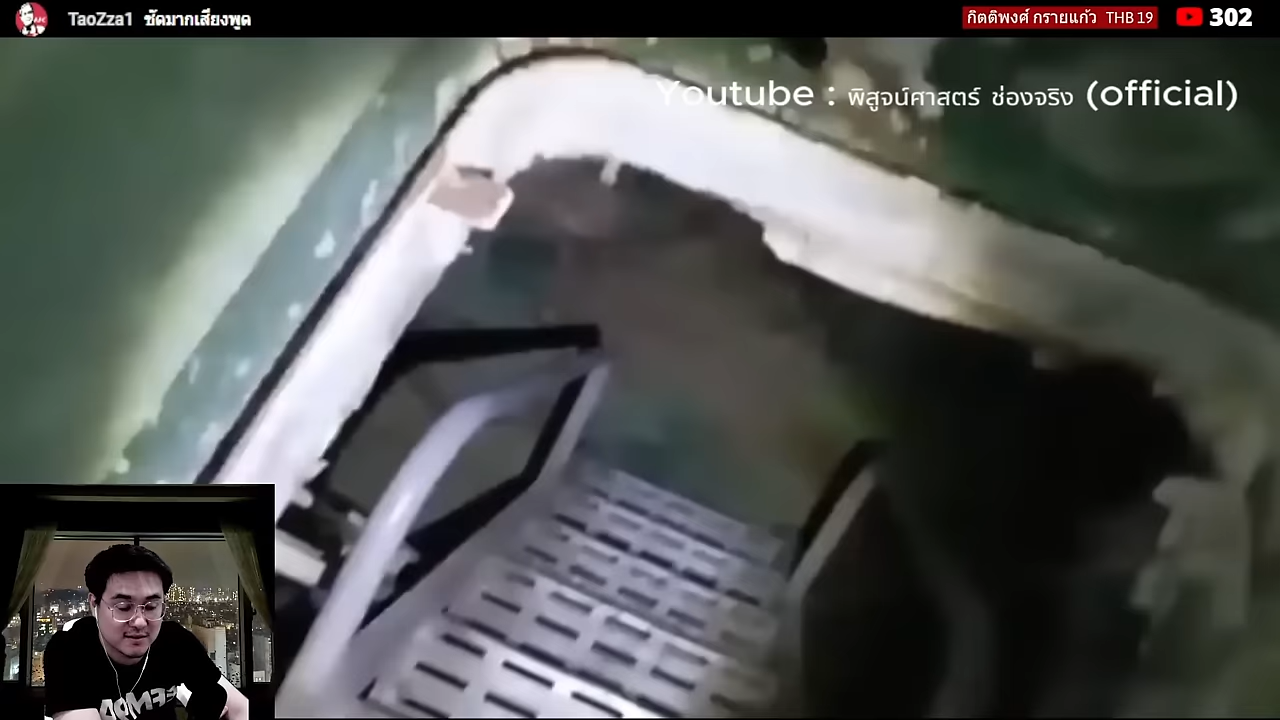 TaoZza1 ชัดมากเสียงพูด
กิตติพงศ์ กรายแก้ว THB 19
302
Youtube : พิสูจน์ศาสตร์ ช่องจริง (official)